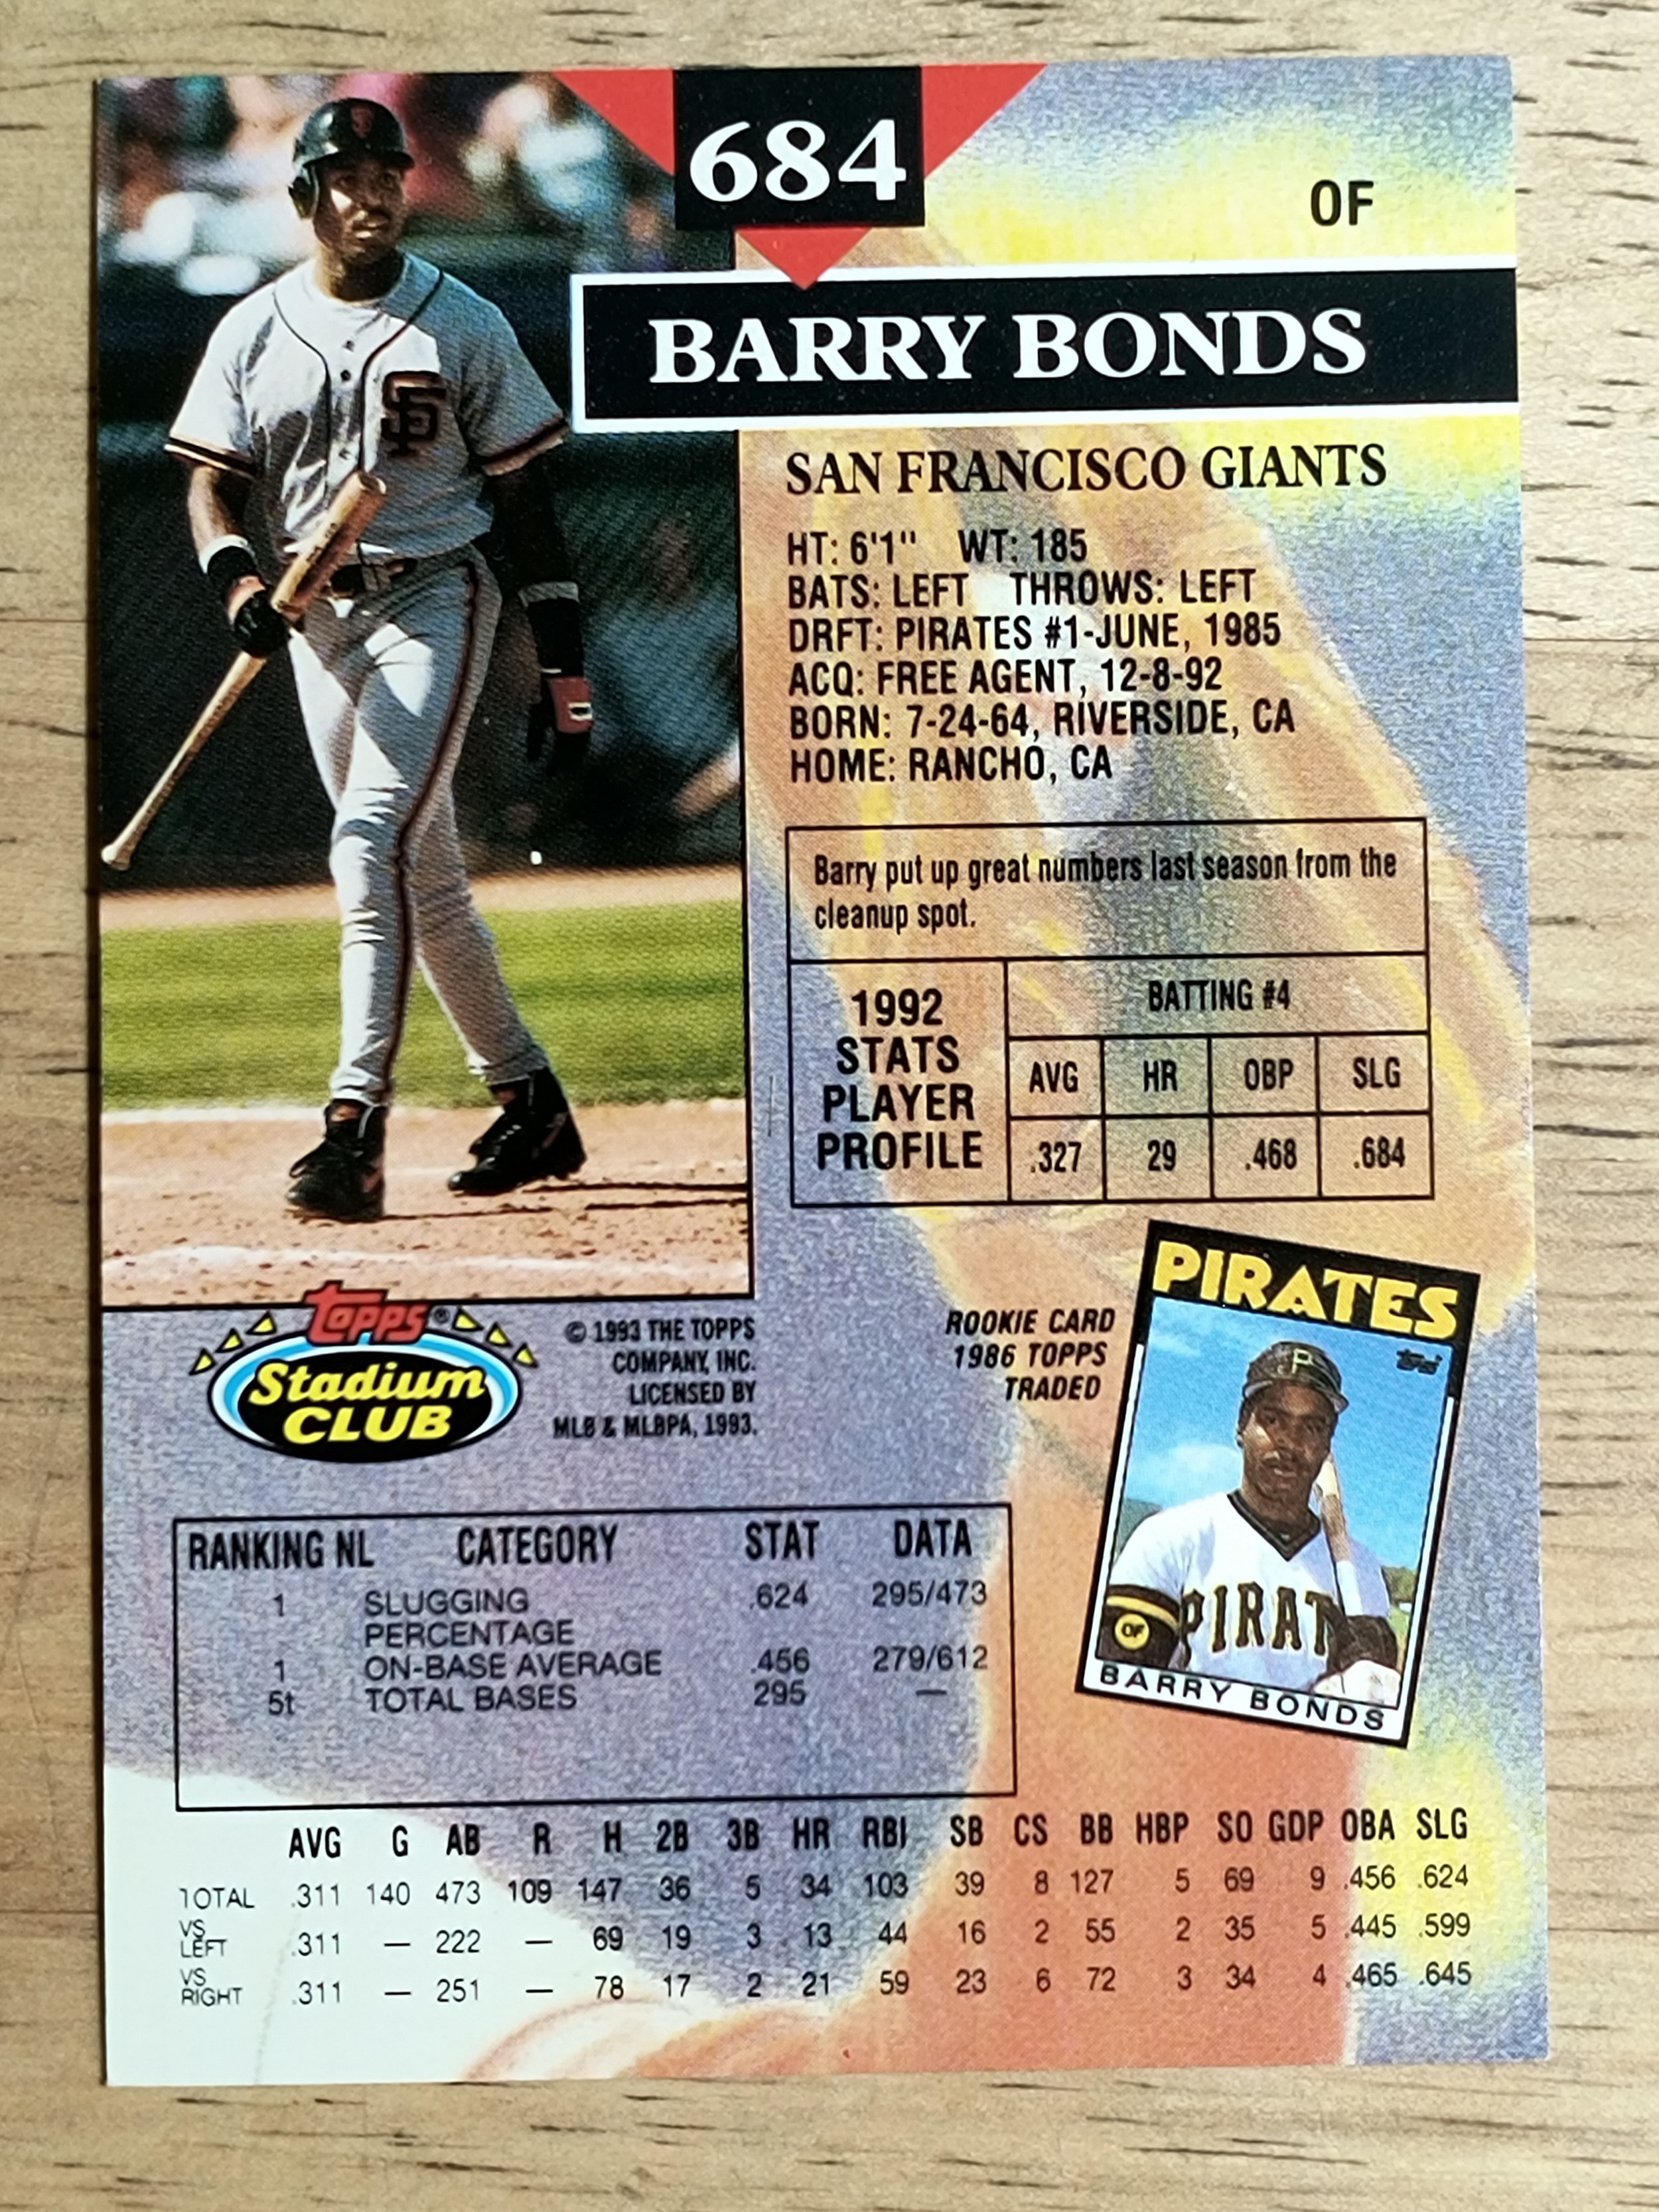 684
OF
BARRY BONDS
SAN FRANCISCO GIANTS
HT: 6'1" WT: 185
BATS: LEFT THROWS: LEFT
DRFT: PIRATES #1-JUNE, 1985
ACQ: FREE AGENT, 12-8-92
BORN: 7-24-64, RIVERSIDE, CA
HOME: RANCHO, CA
SF
Barry put up great numbers last season from the
cleanup spot.
1992
STATS
PLAYER
PROFILE
BATTING #4
AVG HR OBP SLG
.327 29 .468 .684
Topps®
Stadium
CLUB
© 1993 THE TOPPS
COMPANY, INC.
LICENSED BY
MLB & MLBPA, 1993.
ROOKIE CARD
1986 TOPPS
TRADED
PIRATES
Topps
P
PIRAT
OF
BARRY BONDS
RANKING NL CATEGORY STAT DATA
1 SLUGGING .624 295/473
PERCENTAGE
1 ON-BASE AVERAGE .456 279/612
5t TOTAL BASES 295 —
AVG G AB R H 2B 3B HR RBI SB CS BB HBP SO GDP OBA SLG
TOTAL .311 140 473 109 147 36 5 34 103 39 8 127 5 69 9 .456 .624
VS
LEFT .311 — 222 — 69 19 3 13 44 16 2 55 2 35 5 .445 .599
VS
RIGHT .311 — 251 — 78 17 2 21 59 23 6 72 3 34 4 .465 .645